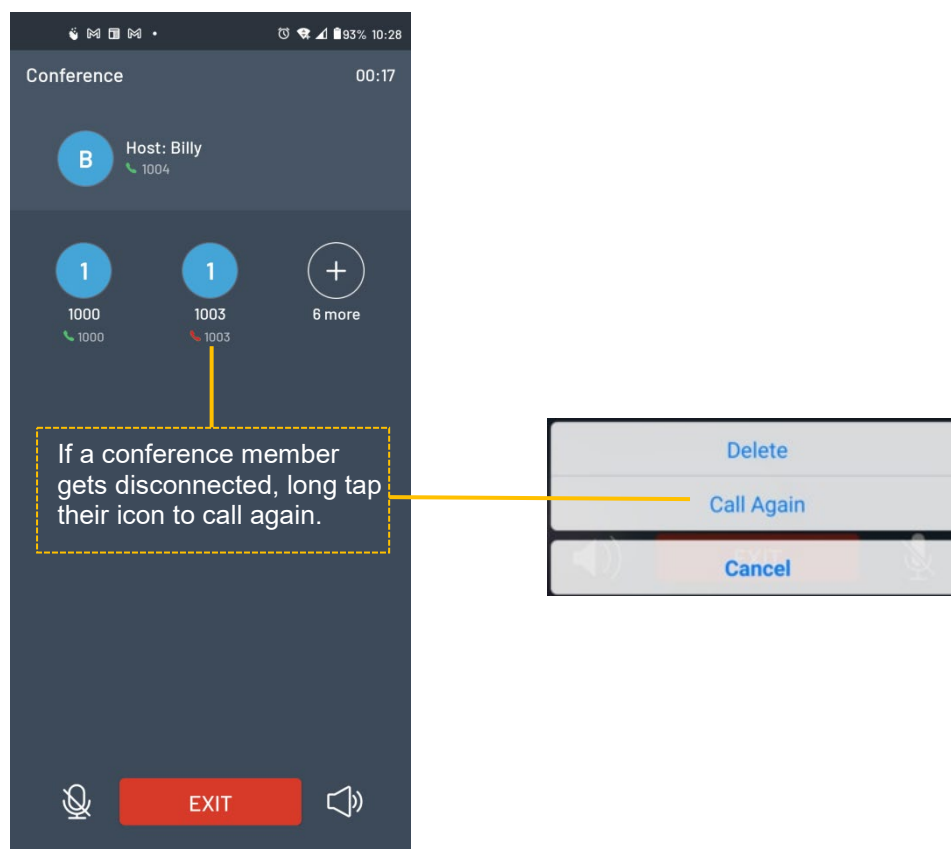 93% 10:28
Conference 00:17
B
Host: Billy
1004
1 1 +
1000 1003 6 more
1000 1003
If a conference member
gets disconnected, long tap
their icon to call again.
Delete
Call Again
EXIT
Cancel
EXIT